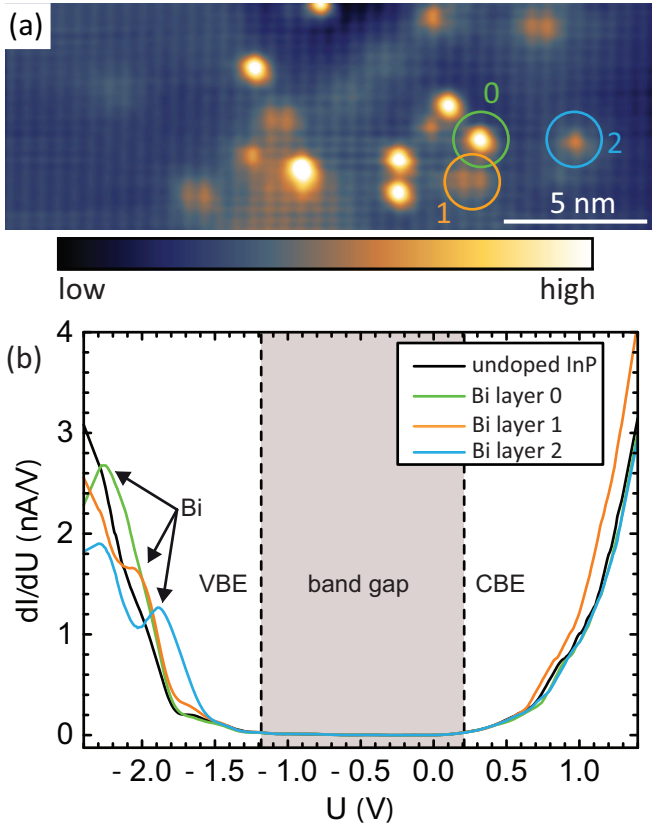 (a)
0
2
1
5 nm
low
high
(b)
4
3
2
1
0
dI/dU (nA/V)
undoped InP
Bi layer 0
Bi layer 1
Bi layer 2
Bi
VBE
band gap
CBE
- 2.0
- 1.5
- 1.0
- 0.5
0.0
0.5
1.0
U (V)